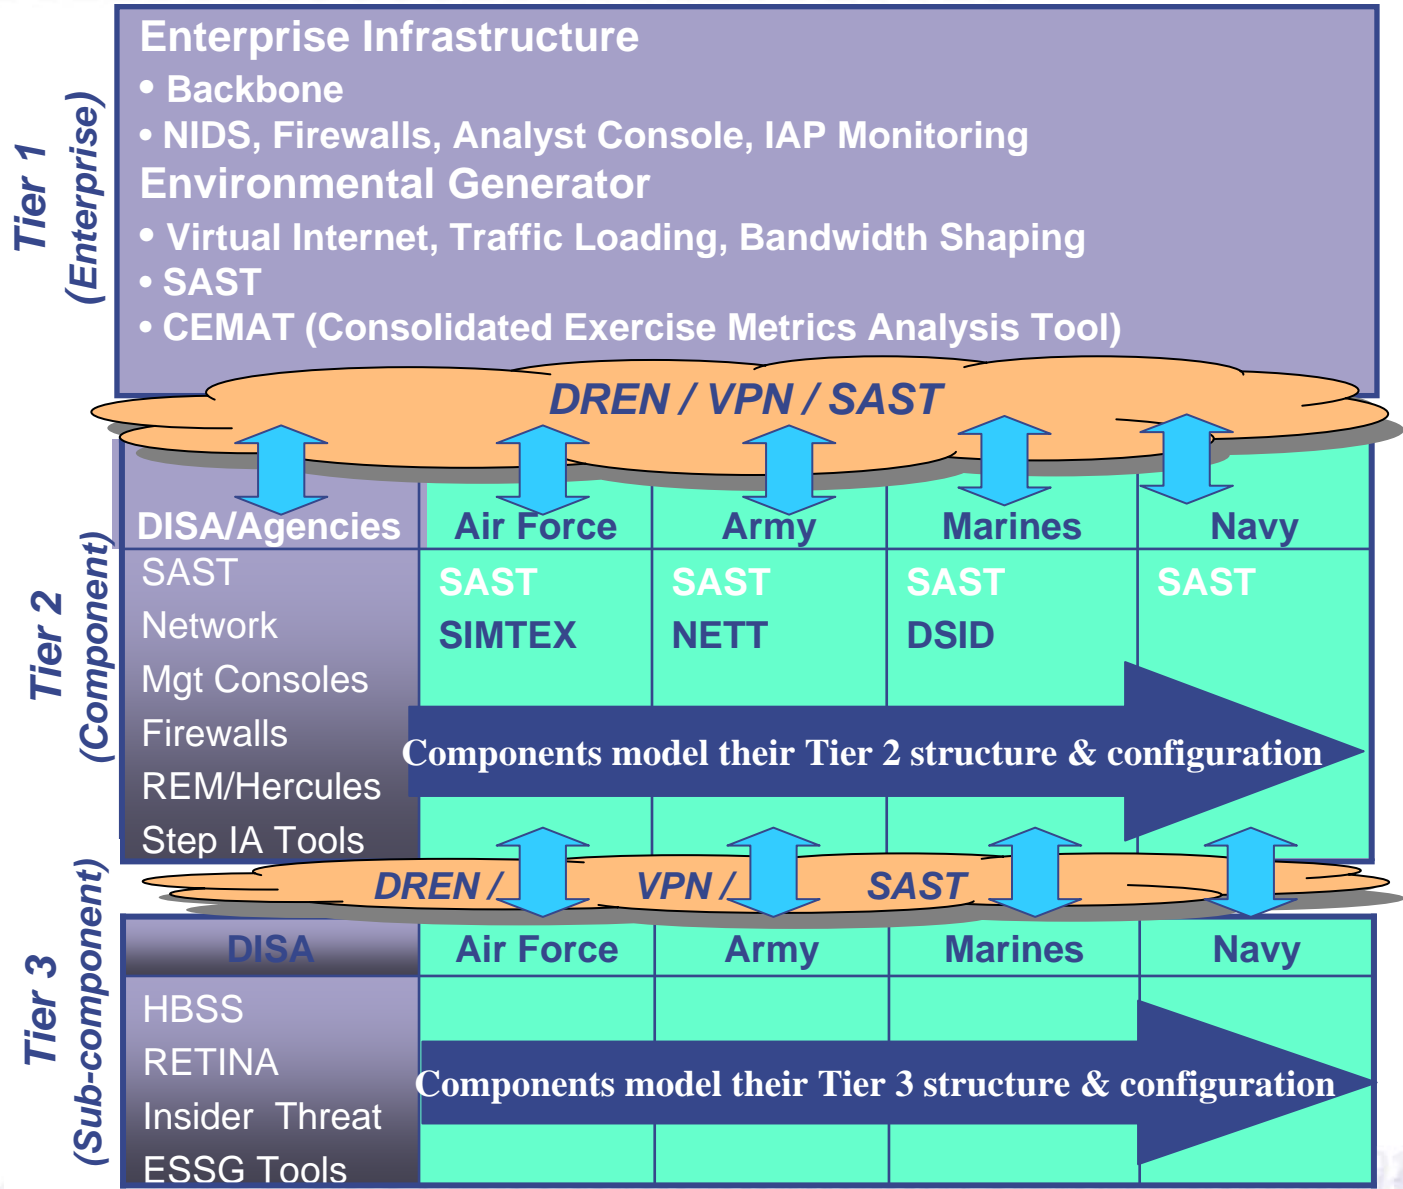 Tier 1
(Enterprise)
Enterprise Infrastructure
• Backbone
• NIDS, Firewalls, Analyst Console, IAP Monitoring
Environmental Generator
• Virtual Internet, Traffic Loading, Bandwidth Shaping
• SAST
• CEMAT (Consolidated Exercise Metrics Analysis Tool)
DREN / VPN / SAST
Tier 2
(Component)
DISA/Agencies
Air Force
Army
Marines
Navy
SAST
Network
Mgt Consoles
Firewalls
REM/Hercules
Step IA Tools
SAST
SIMTEX
SAST
NETT
SAST
DSID
SAST
Components model their Tier 2 structure & configuration
DREN / VPN / SAST
Tier 3
(Sub-component)
DISA
Air Force
Army
Marines
Navy
HBSS
RETINA
Insider Threat
ESSG Tools
Components model their Tier 3 structure & configuration